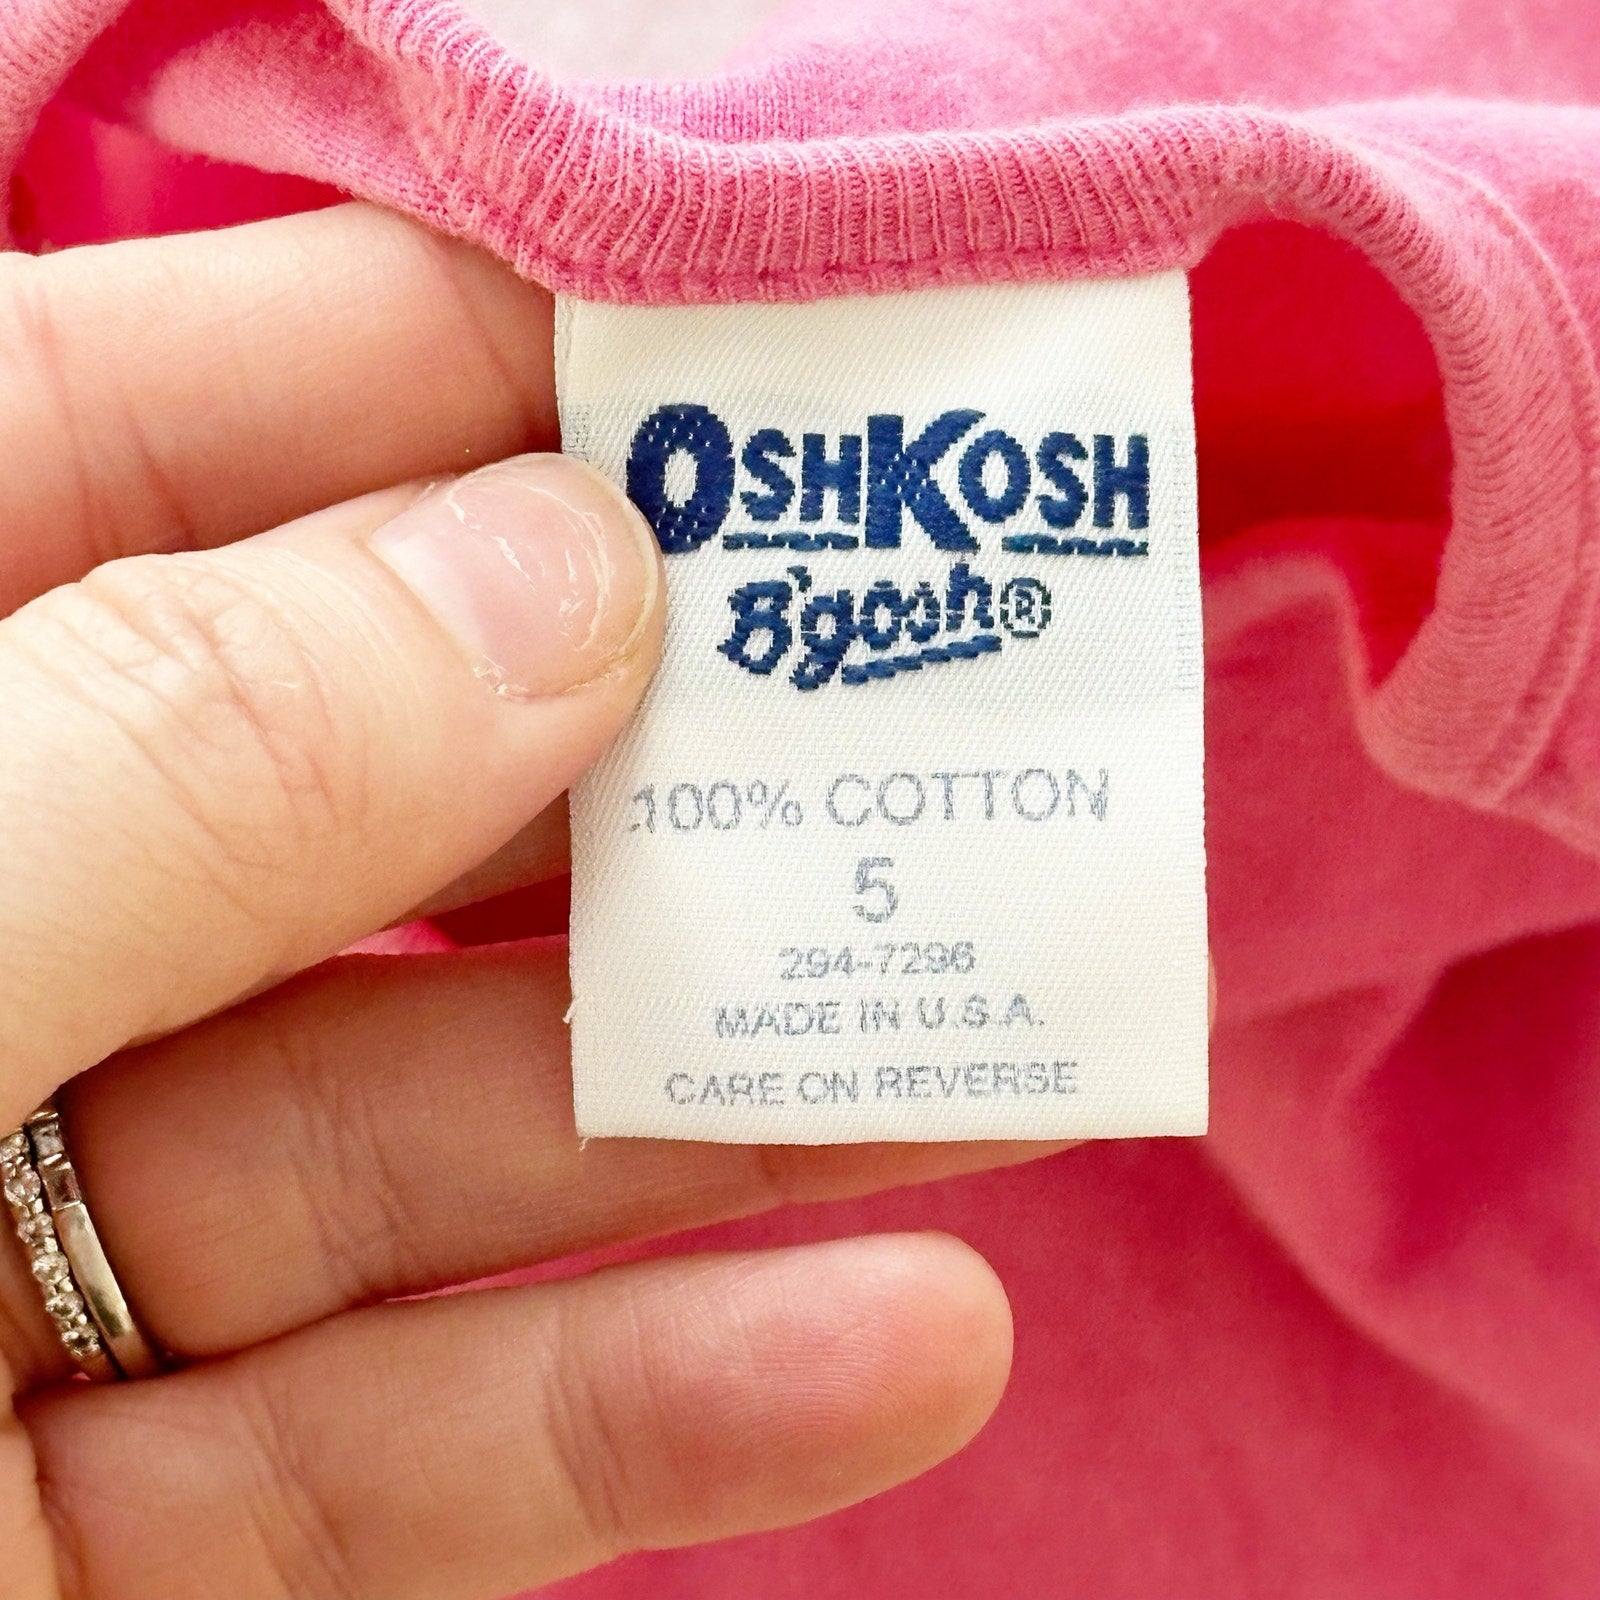 OSHKOSH
B'gosh®
100% COTTON
5
294-7296
MADE IN U.S.A.
CARE ON REVERSE